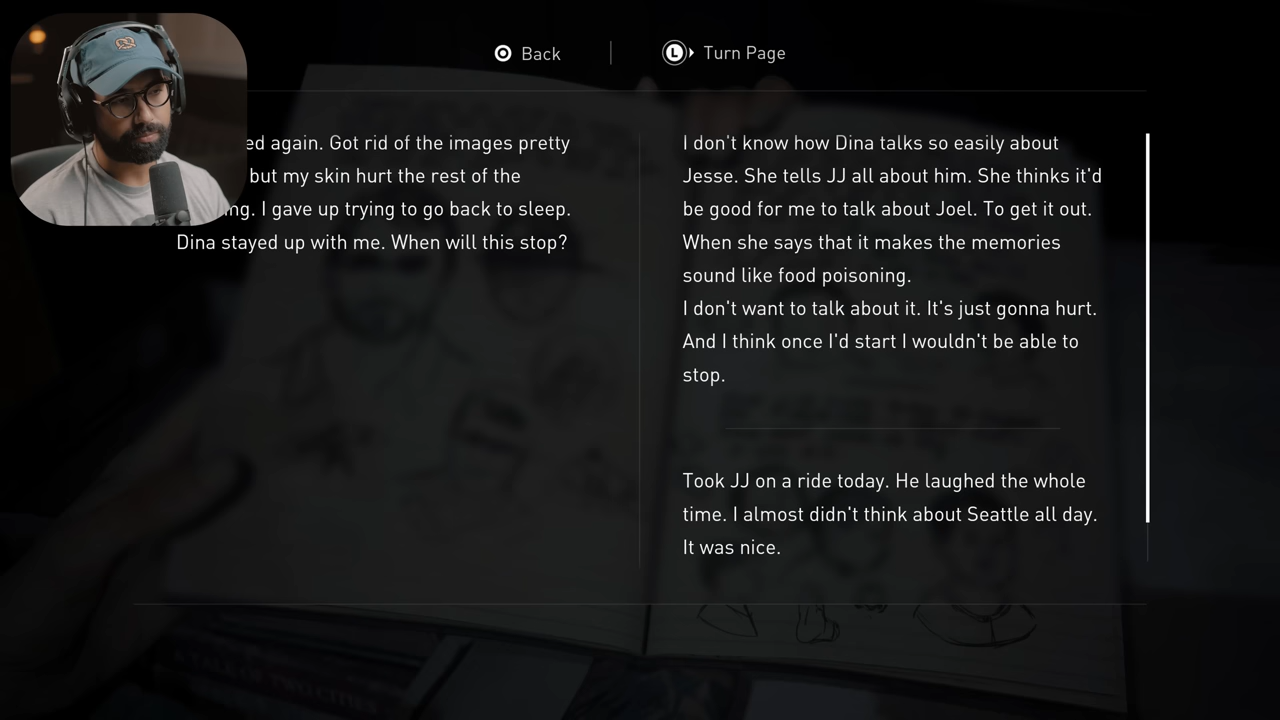 Back
L
Turn Page
ed again. Got rid of the images pretty
but my skin hurt the rest of the
ng. I gave up trying to go back to sleep.
Dina stayed up with me. When will this stop?
I don't know how Dina talks so easily about
Jesse. She tells JJ all about him. She thinks it'd
be good for me to talk about Joel. To get it out.
When she says that it makes the memories
sound like food poisoning.
I don't want to talk about it. It's just gonna hurt.
And I think once I'd start I wouldn't be able to
stop.
Took JJ on a ride today. He laughed the whole
time. I almost didn't think about Seattle all day.
It was nice.